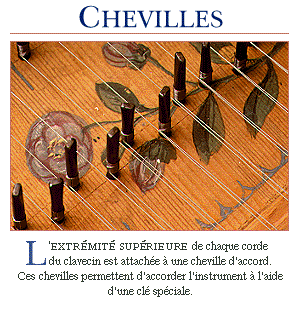 CHEVILLES
L'EXTRÉMITÉ SUPÉRIEURE de chaque corde
du clavecin est attachée à une cheville d'accord.
Ces chevilles permettent d'accorder l'instrument à l'aide
d'une clé spéciale.